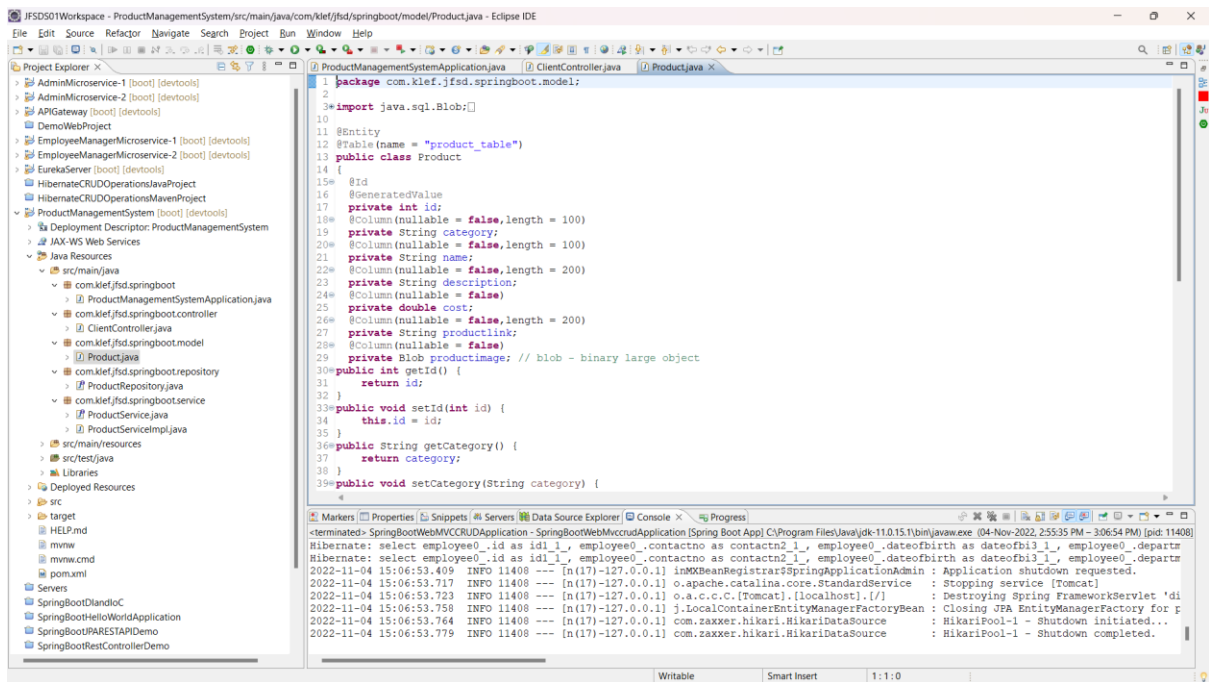 JFSDS01Workspace - ProductManagementSystem/src/main/java/com/klef/jfsd/springboot/model/Product.java - Eclipse IDE
File Edit Source Refactor Navigate Search Project Run Window Help
Project Explorer
AdminMicroservice-1 [boot] [devtools]
AdminMicroservice-2 [boot] [devtools]
APIGateway [boot] [devtools]
DemoWebProject
EmployeeManagerMicroservice-1 [boot] [devtools]
EmployeeManagerMicroservice-2 [boot] [devtools]
EurekaServer [boot] [devtools]
HibernateCRUDOperationsJavaProject
HibernateCRUDOperationsMavenProject
ProductManagementSystem [boot] [devtools]
Deployment Descriptor: ProductManagementSystem
JAX-WS Web Services
Java Resources
src/main/java
com.klef.jfsd.springboot
ProductManagementSystemApplication.java
com.klef.jfsd.springboot.controller
ClientController.java
com.klef.jfsd.springboot.model
Product.java
com.klef.jfsd.springboot.repository
ProductRepository.java
com.klef.jfsd.springboot.service
ProductService.java
ProductServiceImpl.java
src/main/resources
src/test/java
Libraries
Deployed Resources
src
target
HELP.md
mvnw
mvnw.cmd
pom.xml
Servers
SpringBootDIandIoC
SpringBootHelloWorldApplication
SpringBootJPARESTAPIDemo
SpringBootRestControllerDemo
ProductManagementSystemApplication.java ClientController.java Product.java
1 package com.klef.jfsd.springboot.model;
2
3 import java.sql.Blob;
10
11 @Entity
12 @Table(name = "product_table")
13 public class Product
14 {
15 @Id
16 @GeneratedValue
17 private int id;
18 @Column(nullable = false,length = 100)
19 private String category;
20 @Column(nullable = false,length = 100)
21 private String name;
22 @Column(nullable = false,length = 200)
23 private String description;
24 @Column(nullable = false)
25 private double cost;
26 @Column(nullable = false,length = 200)
27 private String productlink;
28 @Column(nullable = false)
29 private Blob productimage; // blob - binary large object
30 public int getId() {
31 return id;
32 }
33 public void setId(int id) {
34 this.id = id;
35 }
36 public String getCategory() {
37 return category;
38 }
39 public void setCategory(String category) {
Markers Properties Snippets Servers Data Source Explorer Console Progress
<terminated> SpringBootWebMVCCRUDApplication - SpringBootWebMvccrudApplication [Spring Boot App] C:\Program Files\Java\jdk-11.0.15.1\bin\javaw.exe (04-Nov-2022, 2:55:35 PM – 3:06:54 PM) [pid: 11408]
Hibernate: select employee0_.id as id1_1_, employee0_.contactno as contactn2_1_, employee0_.dateofbirth as dateofbi3_1_, employee0_.departm
Hibernate: select employee0_.id as id1_1_, employee0_.contactno as contactn2_1_, employee0_.dateofbirth as dateofbi3_1_, employee0_.departm
2022-11-04 15:06:53.409 INFO 11408 --- [n(17)-127.0.0.1] inMXBeanRegistrar$SpringApplicationAdmin : Application shutdown requested.
2022-11-04 15:06:53.717 INFO 11408 --- [n(17)-127.0.0.1] o.apache.catalina.core.StandardService : Stopping service [Tomcat]
2022-11-04 15:06:53.723 INFO 11408 --- [n(17)-127.0.0.1] o.a.c.c.C.[Tomcat].[localhost].[/] : Destroying Spring FrameworkServlet 'di
2022-11-04 15:06:53.758 INFO 11408 --- [n(17)-127.0.0.1] j.LocalContainerEntityManagerFactoryBean : Closing JPA EntityManagerFactory for p
2022-11-04 15:06:53.764 INFO 11408 --- [n(17)-127.0.0.1] com.zaxxer.hikari.HikariDataSource : HikariPool-1 - Shutdown initiated...
2022-11-04 15:06:53.779 INFO 11408 --- [n(17)-127.0.0.1] com.zaxxer.hikari.HikariDataSource : HikariPool-1 - Shutdown completed.
Writable Smart Insert 1 : 1 : 0